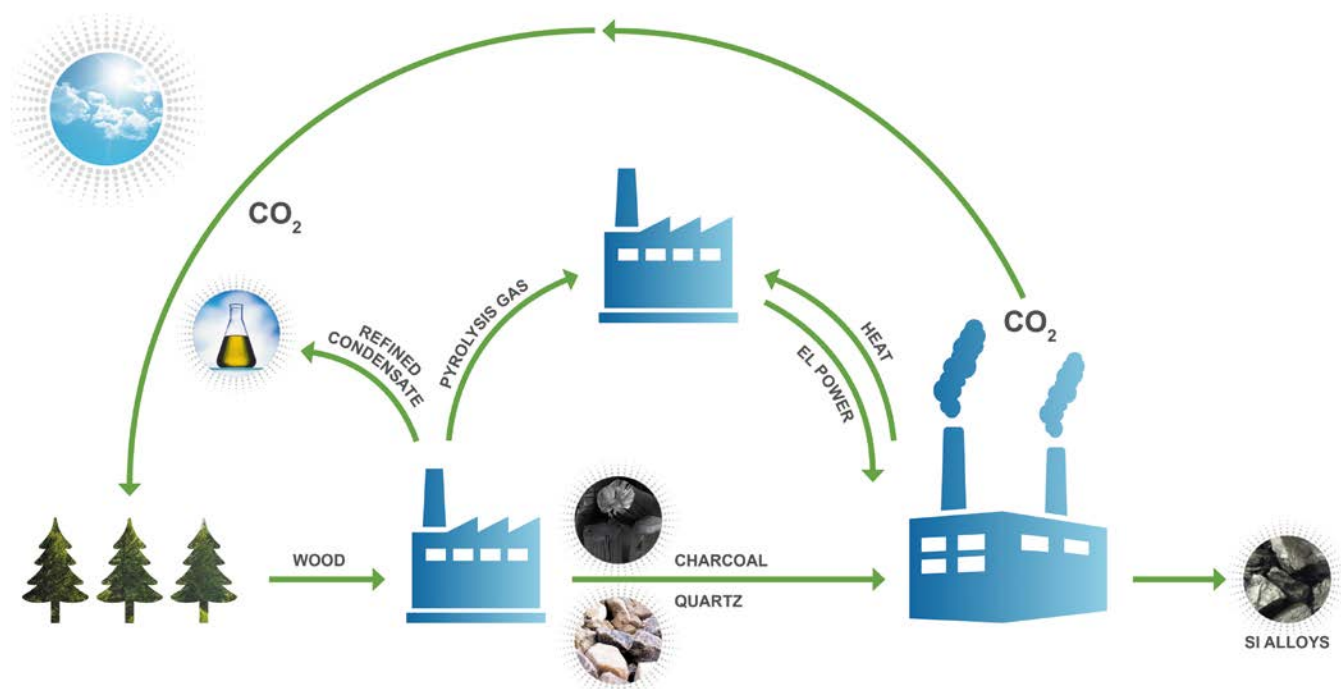 CO₂
REFINED
CONDENSATE
PYROLYSIS GAS
HEAT
EL POWER
CO₂
WOOD
CHARCOAL
QUARTZ
SI ALLOYS